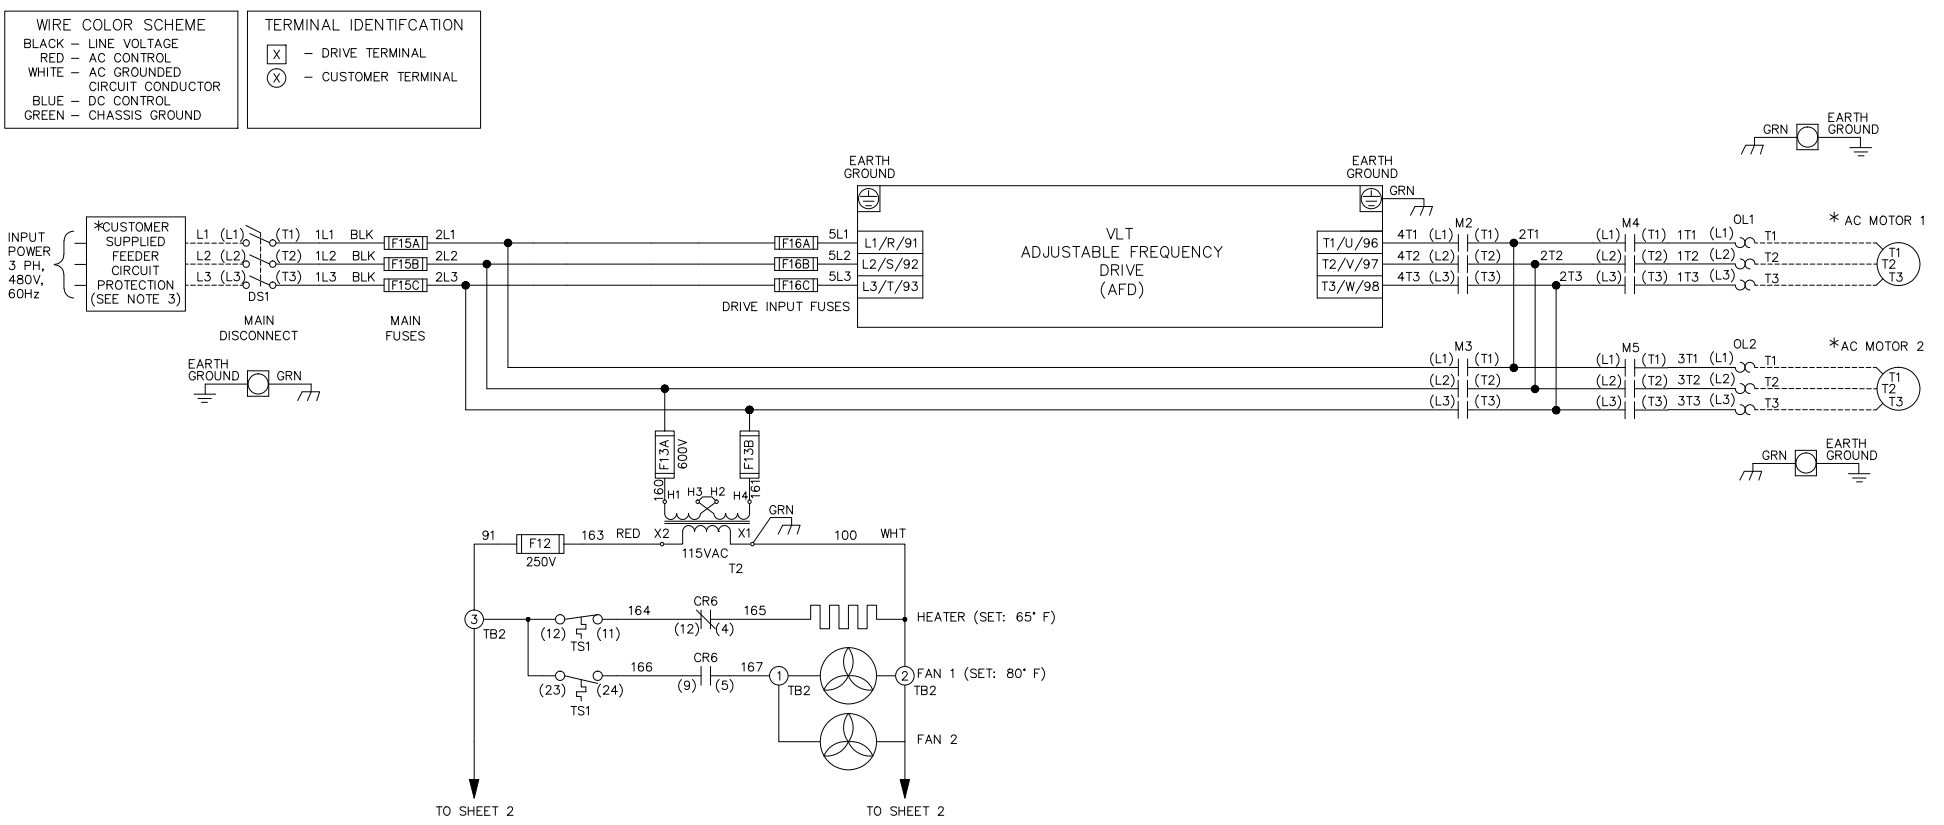 WIRE COLOR SCHEME
BLACK – LINE VOLTAGE
RED – AC CONTROL
WHITE – AC GROUNDED
CIRCUIT CONDUCTOR
BLUE – DC CONTROL
GREEN – CHASSIS GROUND
TERMINAL IDENTIFCATION
X – DRIVE TERMINAL
X – CUSTOMER TERMINAL
INPUT
POWER
3 PH,
480V,
60Hz
*CUSTOMER
SUPPLIED
FEEDER
CIRCUIT
PROTECTION
(SEE NOTE 3)
L1 (L1) (T1) 1L1 BLK F15A 2L1
L2 (L2) (T2) 1L2 BLK F15B 2L2
L3 (L3) (T3) 1L3 BLK F15C 2L3
DS1
MAIN
DISCONNECT
MAIN
FUSES
EARTH
GROUND
GRN
F16A 5L1 L1/R/91
F16B 5L2 L2/S/92
F16C 5L3 L3/T/93
DRIVE INPUT FUSES
EARTH
GROUND
VLT
ADJUSTABLE FREQUENCY
DRIVE
(AFD)
EARTH
GROUND
GRN
T1/U/96 4T1 (L1) M2 (T1) 2T1 (L1) M4 (T1) 1T1 (L1) OL1 T1
T2/V/97 4T2 (L2) (T2) 2T2 (L2) (T2) 1T2 (L2) T2
T3/W/98 4T3 (L3) (T3) 2T3 (L3) (T3) 1T3 (L3) T3
* AC MOTOR 1
T1
T2
T3
GRN
EARTH
GROUND
(L1) M3 (T1) (L1) M5 (T1) 3T1 (L1) OL2 T1
(L2) (T2) (L2) (T2) 3T2 (L2) T2
(L3) (T3) (L3) (T3) 3T3 (L3) T3
*AC MOTOR 2
T1
T2
T3
GRN
EARTH
GROUND
F13A
600V
F13B
160
161
H1 H3 H2 H4
GRN
91 F12 163 RED X2 X1 100 WHT
250V
115VAC
T2
3
TB2
(12) (11)
TS1
164
CR6
(12) (4)
165
HEATER (SET: 65° F)
(23) (24)
TS1
166
CR6
(9) (5)
167
1
TB2
2
TB2
FAN 1 (SET: 80° F)
FAN 2
TO SHEET 2
TO SHEET 2